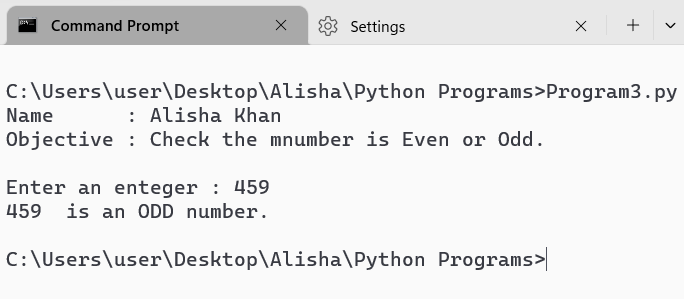 Command Prompt
Settings
C:\Users\user\Desktop\Alisha\Python Programs>Program3.py
Name      : Alisha Khan
Objective : Check the mnumber is Even or Odd.
Enter an enteger : 459
459  is an ODD number.
C:\Users\user\Desktop\Alisha\Python Programs>